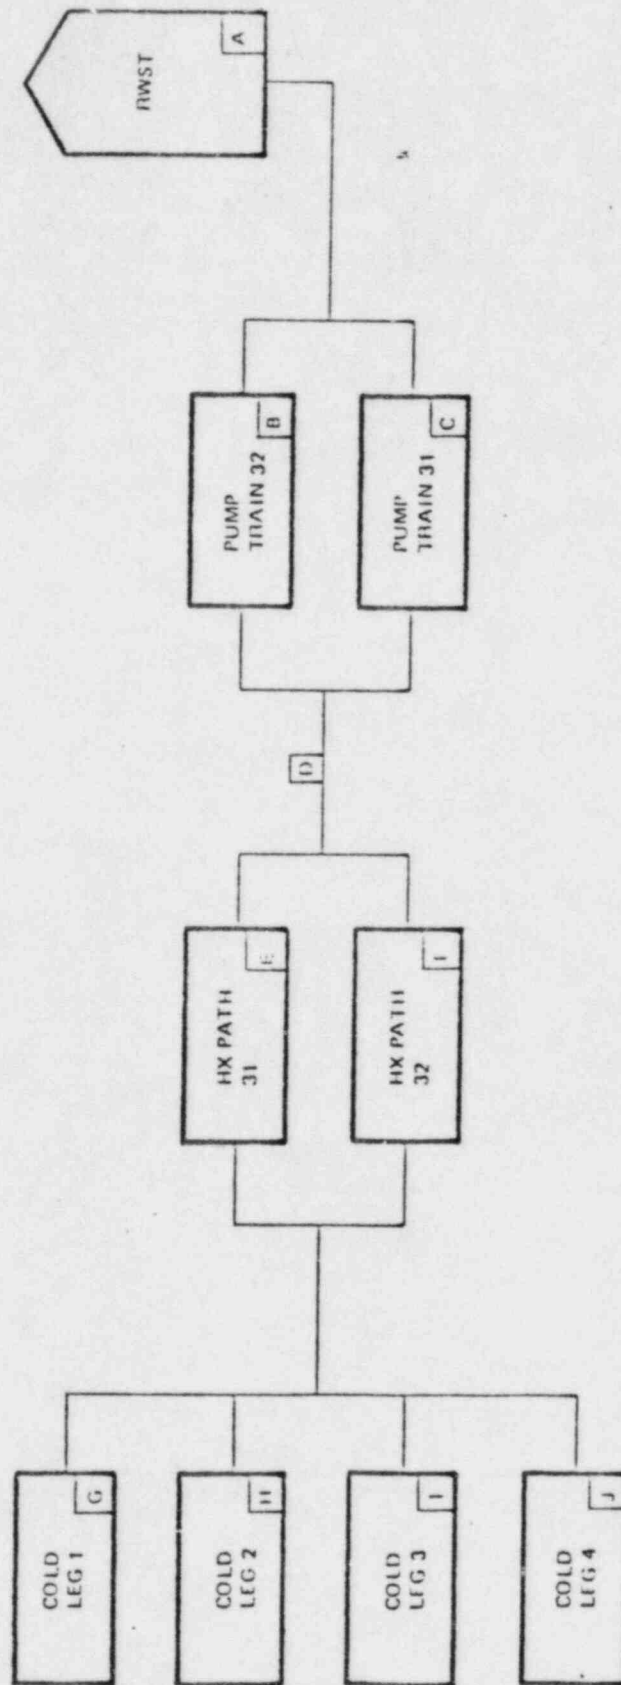 RWST
A
PUMP
TRAIN 32
B
PUMP
TRAIN 31
C
D
HX PATH
31
E
HX PATH
32
COLD
LEG 1
G
COLD
LEG 2
H
COLD
LEG 3
I
COLD
LEG 4
J